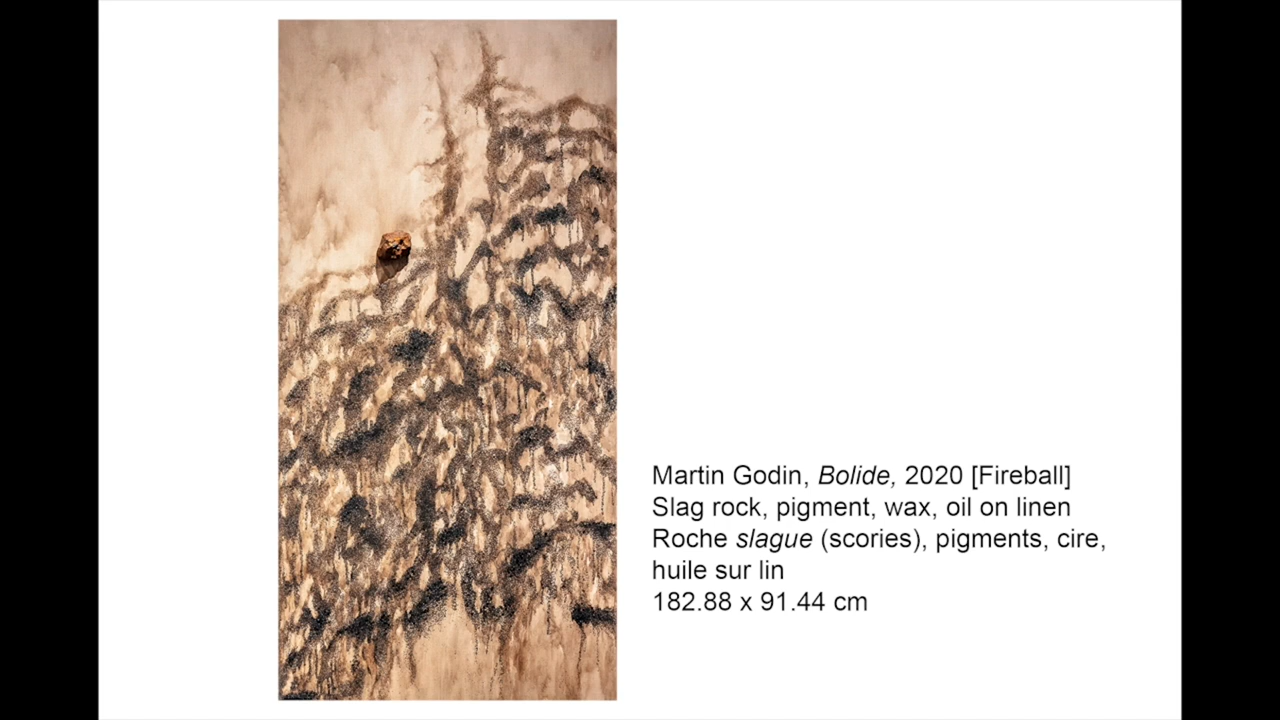 Martin Godin, Bolide, 2020 [Fireball]
Slag rock, pigment, wax, oil on linen
Roche slague (scories), pigments, cire,
huile sur lin
182.88 x 91.44 cm